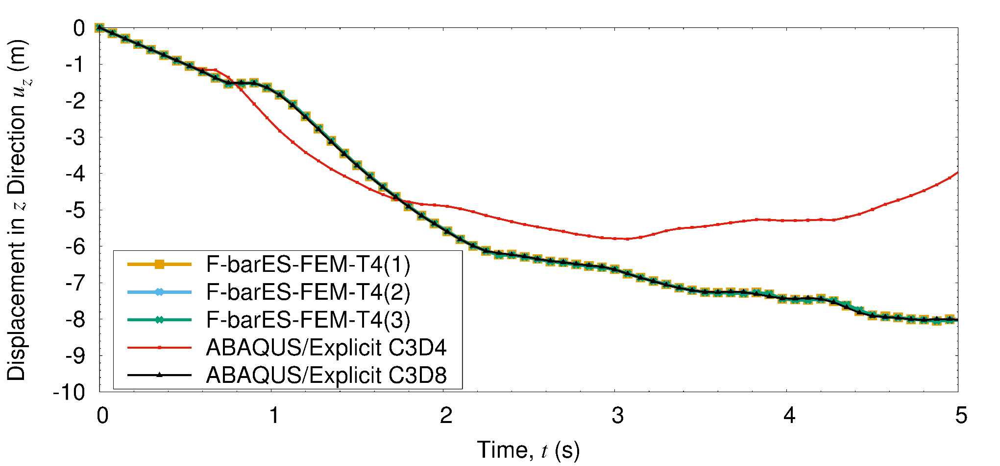 Displacement in z Direction u_z (m)
0
-1
-2
-3
-4
-5
-6
-7
-8
-9
-10
F-barES-FEM-T4(1)
F-barES-FEM-T4(2)
F-barES-FEM-T4(3)
ABAQUS/Explicit C3D4
ABAQUS/Explicit C3D8
0 1 2 3 4 5
Time, t (s)